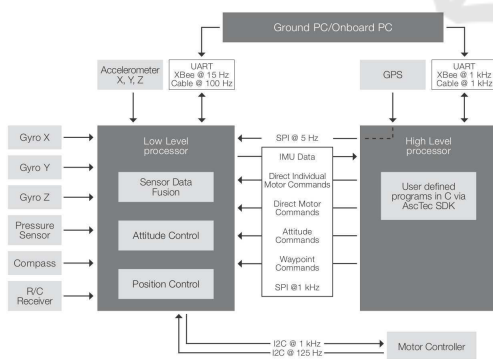 Ground PC/Onboard PC
Accelerometer
X, Y, Z
UART
XBee @ 15 Hz
Cable @ 100 Hz
GPS
UART
XBee @ 1 kHz
Cable @ 1 kHz
Gyro X
Gyro Y
Gyro Z
Pressure
Sensor
Compass
R/C
Receiver
Low Level
processor
Sensor Data
Fusion
Attitude Control
Position Control
SPI @ 5 Hz
IMU Data
Direct Individual
Motor Commands
Direct Motor
Commands
Attitude
Commands
Waypoint
Commands
SPI @1 kHz
High Level
processor
User defined
programs in C via
AscTec SDK
I2C @ 1 kHz
I2C @ 125 Hz
Motor Controller